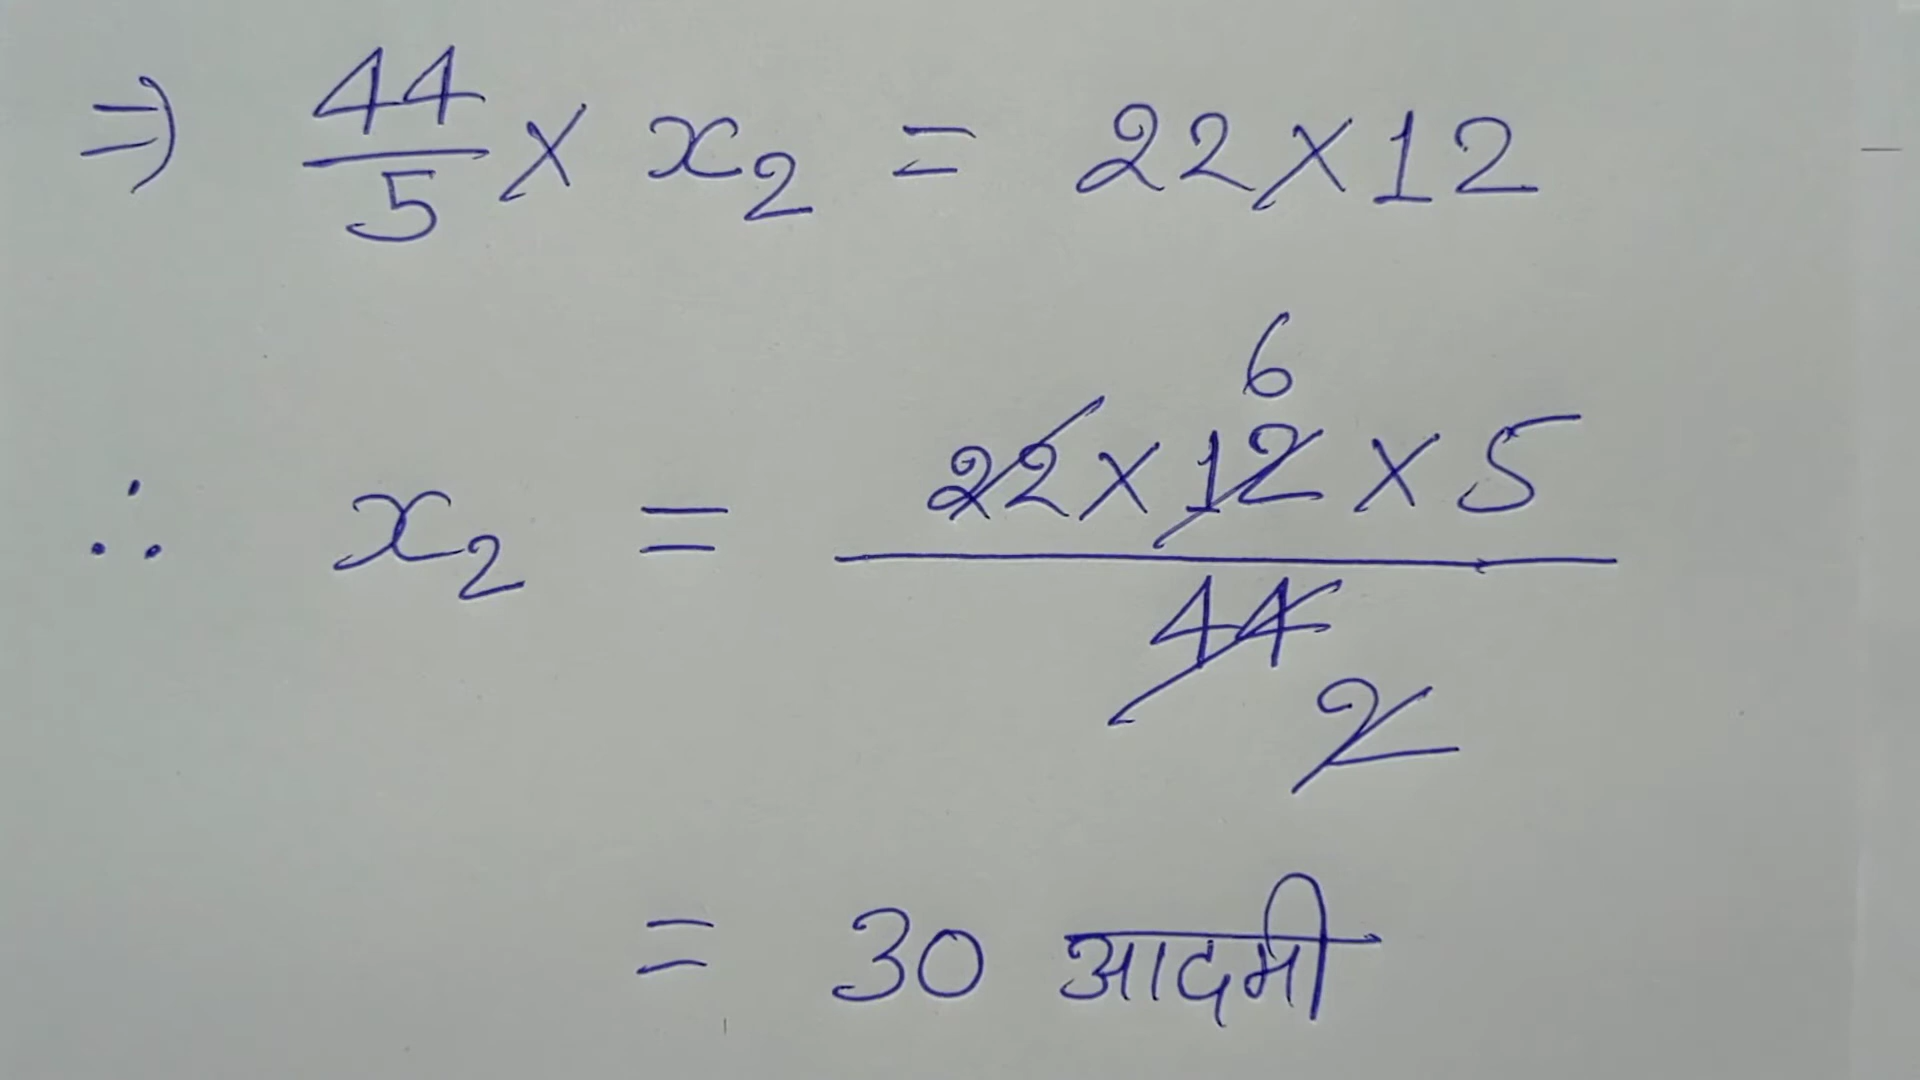 ⇒ 44/5 × x₂ = 22 × 12
6
∴ x₂ = 22 × 12 × 5 / 44
2
= 30 आदमी